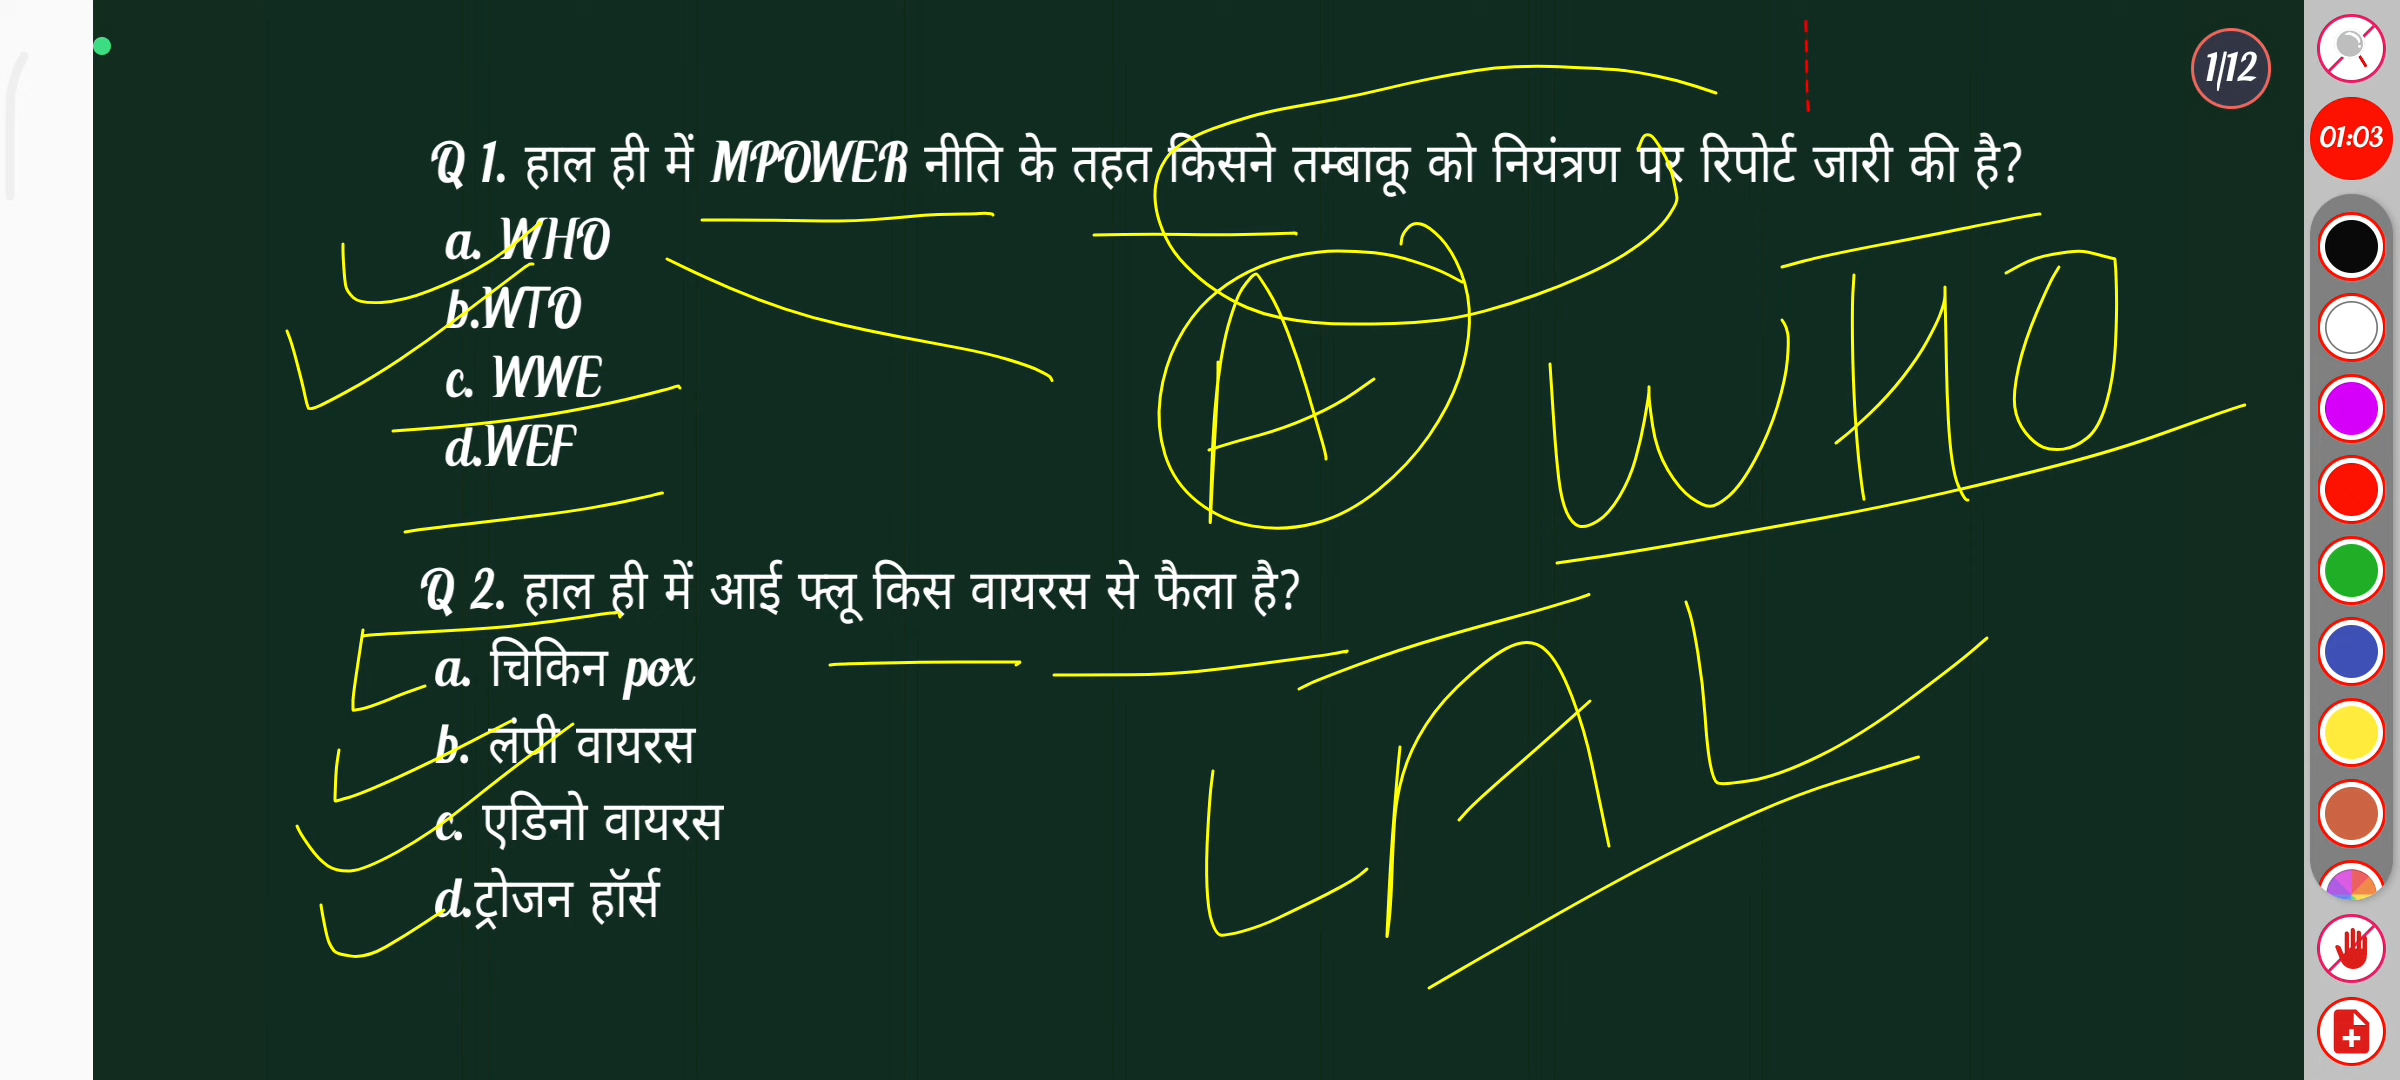 1/12
01:03
Q 1. हाल ही में MPOWER नीति के तहत किसने तम्बाकू को नियंत्रण पर रिपोर्ट जारी की है?
a. WHO
b.WTO
c. WWE
d.WEF
A WHO
Q 2. हाल ही में आई फ्लू किस वायरस से फैला है?
a. चिकिन pox
b. लंपी वायरस
c. एडिनो वायरस
d.ट्रोजन हॉर्स
LAL